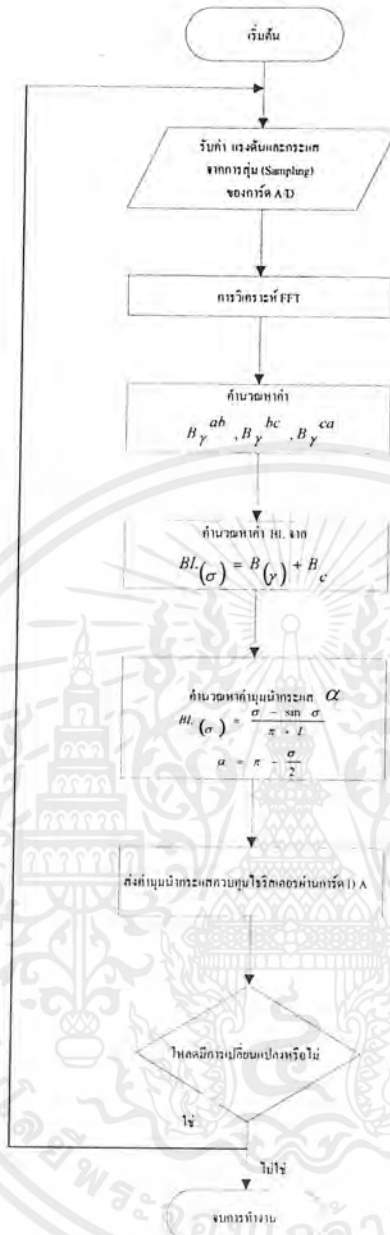 เริ่มต้น
รับค่า แรงดันและกระแส
จากการสุ่ม (Sampling)
ของการ์ด A/D
การวิเคราะห์ FFT
คำนวณหาค่า
B_γ^{ab} , B_γ^{bc} , B_γ^{ca}
คำนวณหาค่า BL จาก
BL_{(σ)} = B_{(γ)} + B_c
คำนวณหาค่ามุมนำกระแส α
BL_{(σ)} = \frac{σ - sin σ}{π * l}
α = π - \frac{σ}{2}
ส่งค่ามุมนำกระแสควบคุมไธริสเตอร์ผ่านการ์ด D/A
โหลดมีการเปลี่ยนแปลงหรือไม่
ใช่
ไม่ใช่
จบการทำงาน